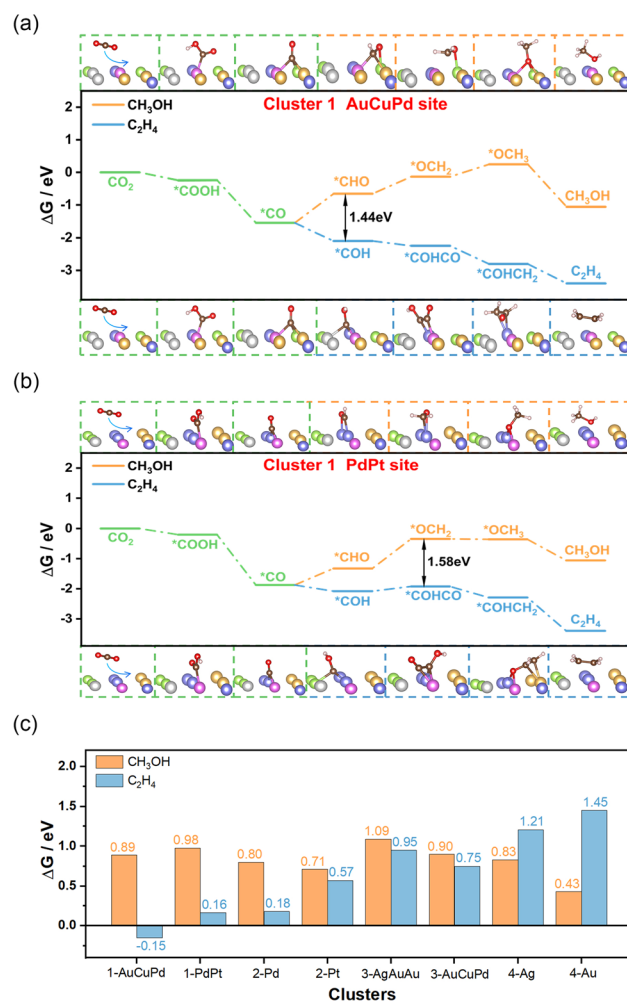 (a)
Cluster 1 AuCuPd site
CH₃OH
C₂H₄
2
1
0
-1
-2
-3
ΔG / eV
CO₂
*COOH
*CO
*CHO
*OCH₂
*OCH₃
CH₃OH
1.44eV
*COH
*COHCO
*COHCH₂
C₂H₄
(b)
Cluster 1 PdPt site
CH₃OH
C₂H₄
2
1
0
-1
-2
-3
ΔG / eV
CO₂
*COOH
*CO
*CHO
*OCH₂
*OCH₃
CH₃OH
1.58eV
*COH
*COHCO
*COHCH₂
C₂H₄
(c)
CH₃OH
C₂H₄
2.0
1.5
1.0
0.5
0.0
ΔG / eV
0.89
-0.15
0.98
0.16
0.80
0.18
0.71
0.57
1.09
0.95
0.90
0.75
0.83
1.21
0.43
1.45
1-AuCuPd
1-PdPt
2-Pd
2-Pt
3-AgAuAu
3-AuCuPd
4-Ag
4-Au
Clusters